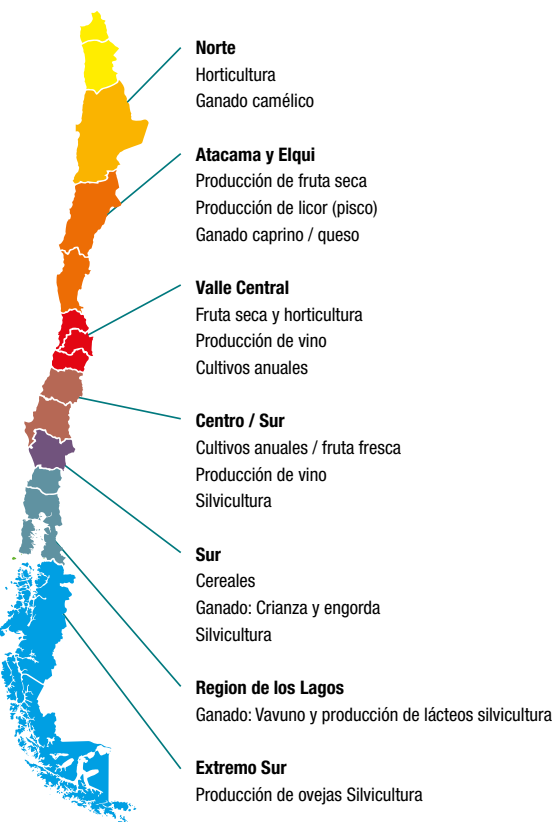 Norte
Horticultura
Ganado camélico
Atacama y Elqui
Producción de fruta seca
Producción de licor (pisco)
Ganado caprino / queso
Valle Central
Fruta seca y horticultura
Producción de vino
Cultivos anuales
Centro / Sur
Cultivos anuales / fruta fresca
Producción de vino
Silvicultura
Sur
Cereales
Ganado: Crianza y engorda
Silvicultura
Region de los Lagos
Ganado: Vavuno y producción de lácteos silvicultura
Extremo Sur
Producción de ovejas Silvicultura